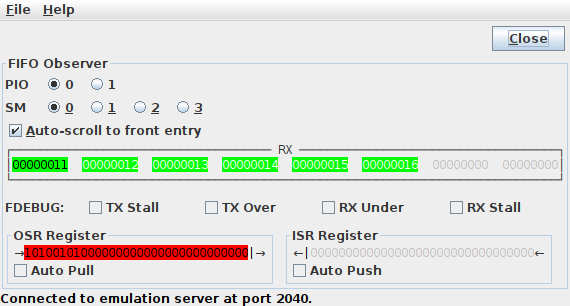 File Help
Close
FIFO Observer
PIO 0 1
SM 0 1 2 3
Auto-scroll to front entry
RX
00000011 00000012 00000013 00000014 00000015 00000016 00000000 00000000
FDEBUG: TX Stall TX Over RX Under RX Stall
OSR Register ISR Register
→10100101000000000000000000000000|→ ←|00000000000000000000000000000000←
Auto Pull Auto Push
Connected to emulation server at port 2040.